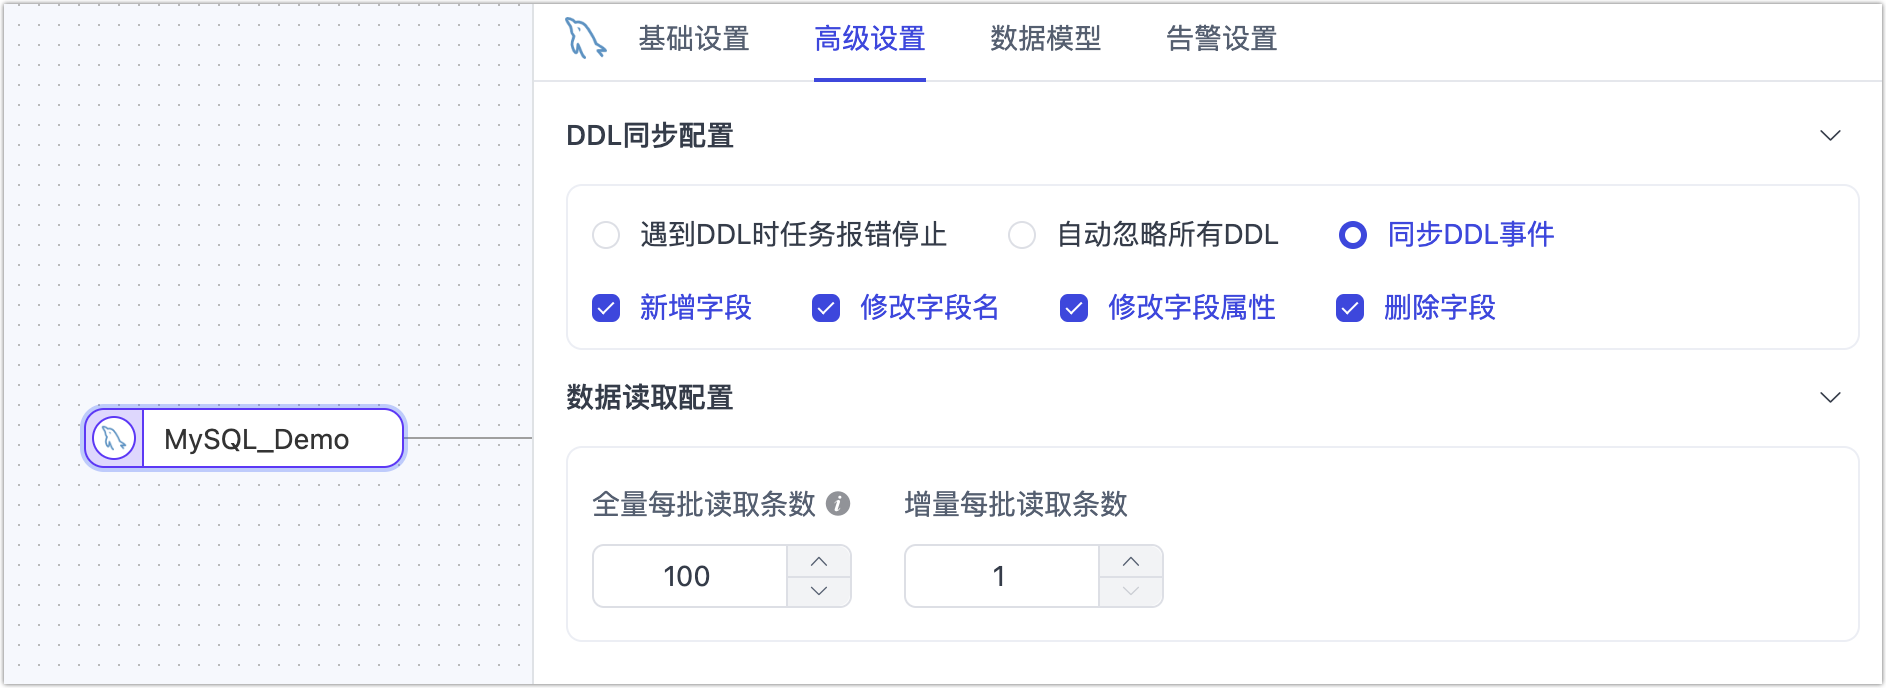 基础设置 高级设置 数据模型 告警设置
DDL同步配置
遇到DDL时任务报错停止 自动忽略所有DDL 同步DDL事件
新增字段 修改字段名 修改字段属性 删除字段
数据读取配置
MySQL_Demo
全量每批读取条数 i 增量每批读取条数
100 1